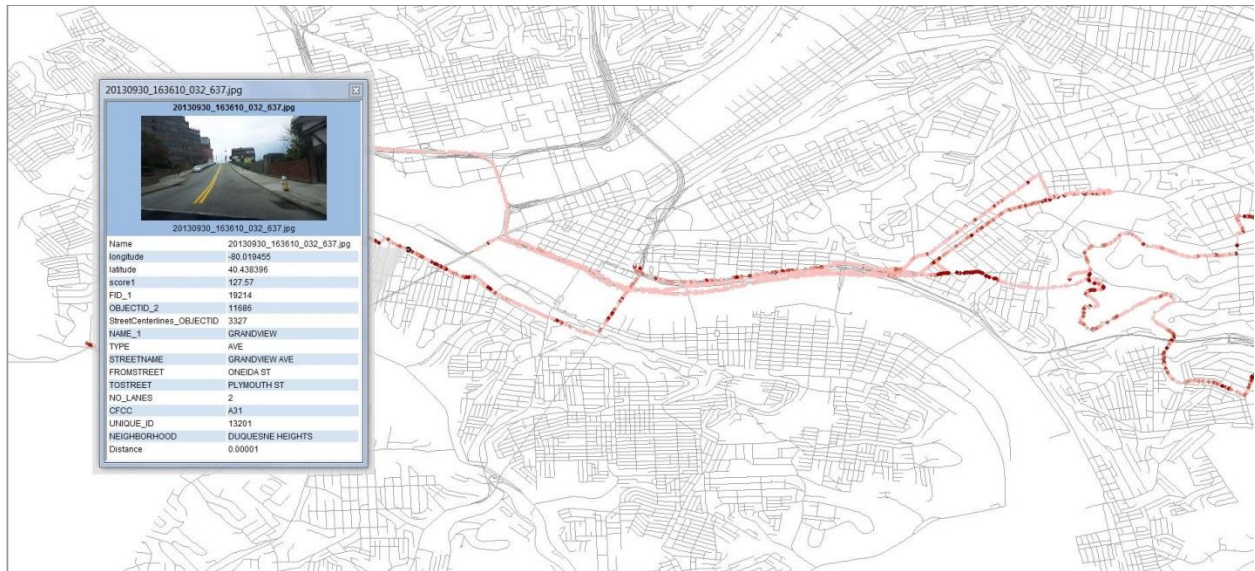 20130930_163610_032_637.jpg
20130930_163610_032_637.jpg
20130930_163610_032_637.jpg
Name 20130930_163610_032_637.jpg
longitude -80.019455
latitude 40.438396
score1 127.57
FID_1 19214
OBJECTID_2 11686
StreetCenterlines_OBJECTID 3327
NAME_1 GRANDVIEW
TYPE AVE
STREETNAME GRANDVIEW AVE
FROMSTREET ONEIDA ST
TOSTREET PLYMOUTH ST
NO_LANES 2
CFCC A31
UNIQUE_ID 13201
NEIGHBORHOOD DUQUESNE HEIGHTS
Distance 0.00001